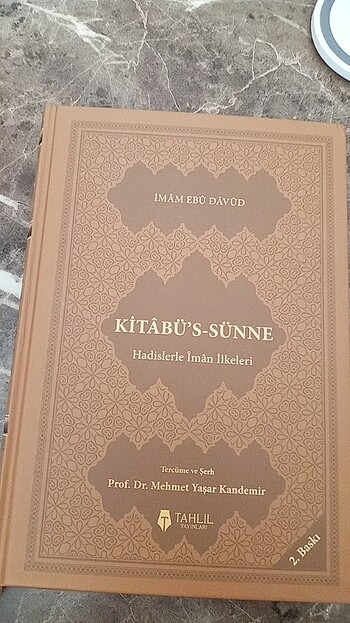 İMÂM EBÛ DÂVÛD
KİTÂBÜ'S-SÜNNE
Hadislerle Îmân İlkeleri
Tercüme ve Şerh
Prof. Dr. Mehmet Yaşar Kandemir
TAHLİL
YAYINLARI
2. Baskı